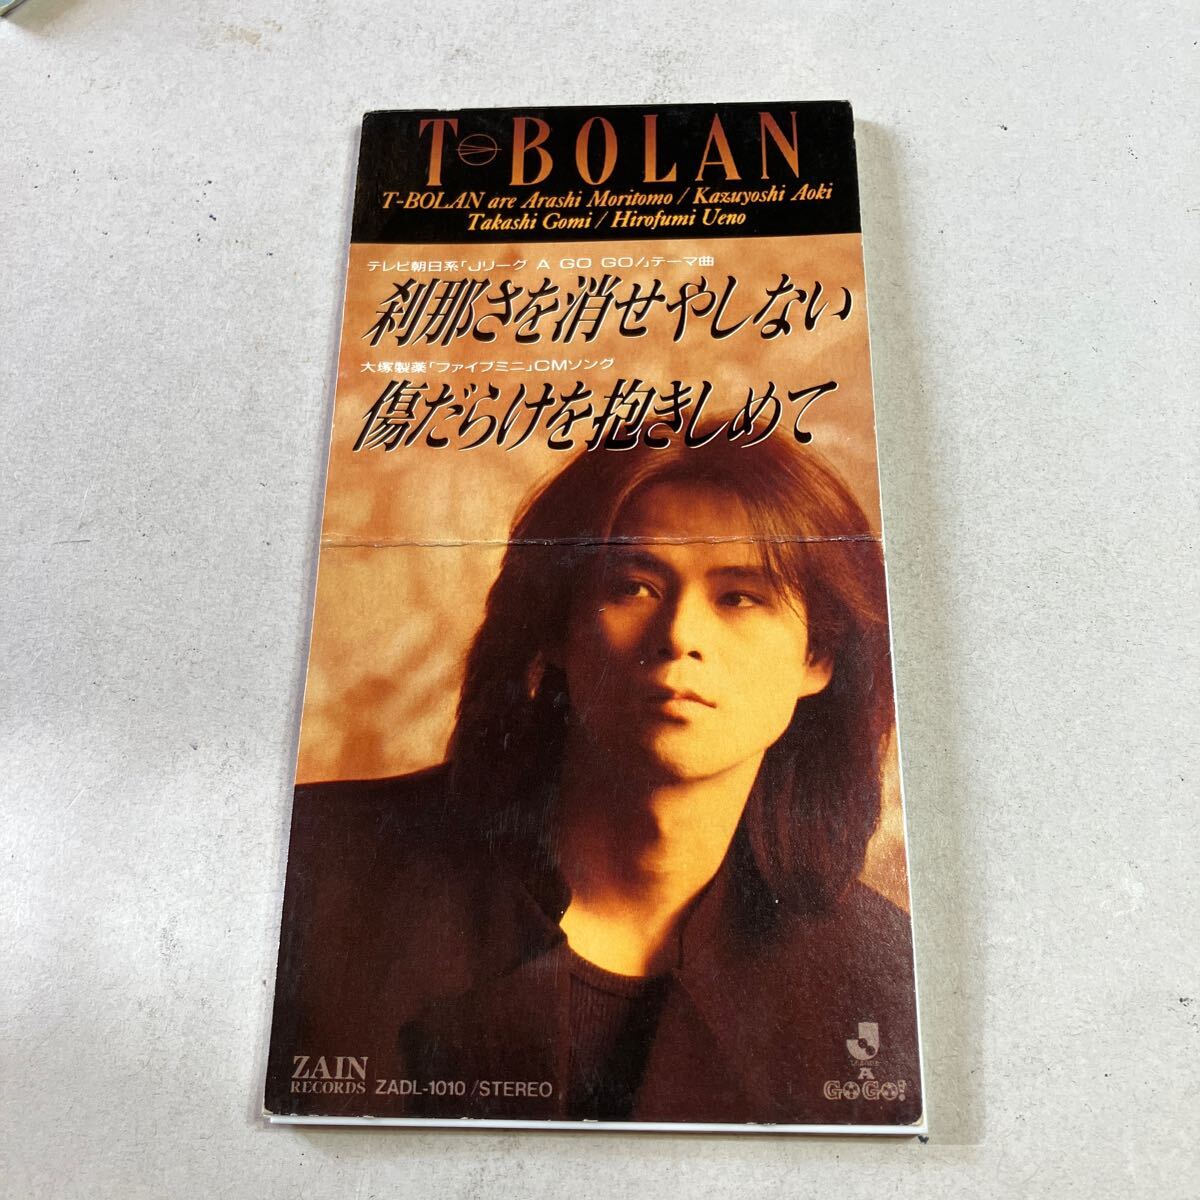 T-BOLAN
T-BOLAN are Arashi Moritomo / Kazuyoshi Aoki
Takashi Gomi / Hirofumi Ueno
テレビ朝日系「Jリーグ A GO GO!」テーマ曲
刹那さを消せやしない
大塚製薬「ファイブミニ」CMソング
傷だらけを抱きしめて
ZAIN
RECORDS ZADL-1010 / STEREO
J
A
GOGO!